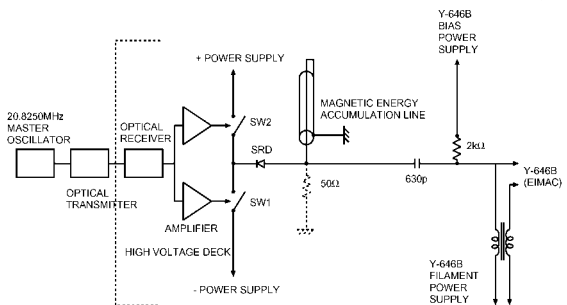 Y-646B
BIAS
POWER
SUPPLY
+ POWER SUPPLY
MAGNETIC ENERGY
ACCUMULATION LINE
20.8250MHz
MASTER
OSCILLATOR
OPTICAL
RECEIVER
SW2
SRD
2kΩ
50Ω
630p
Y-646B
(EIMAC)
OPTICAL
TRANSMITTER
SW1
AMPLIFIER
HIGH VOLTAGE DECK
- POWER SUPPLY
Y-646B
FILAMENT
POWER
SUPPLY